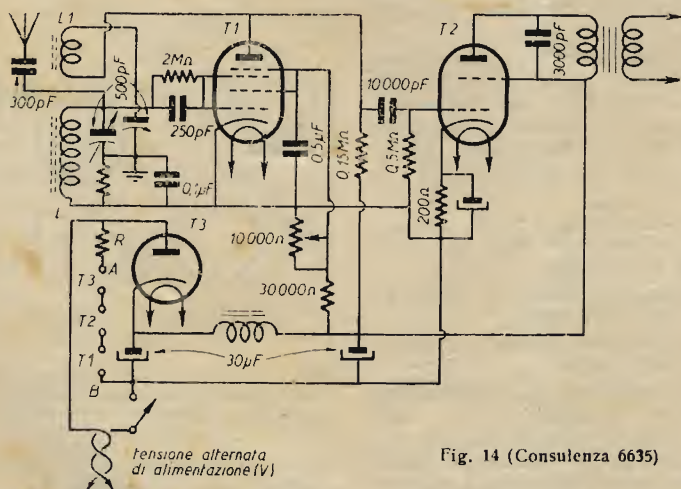 L1
T1
T2
2MΩ
500pF
300pF
250pF
10000pF
3000pF
0,5µF
0,15MΩ
0,5MΩ
0,1µF
200Ω
L
T3
R
A
10000Ω
30000Ω
T3
T2
T1
B
30µF
tensione alternata
di alimentazione (V)
Fig. 14 (Consulenza 6635)